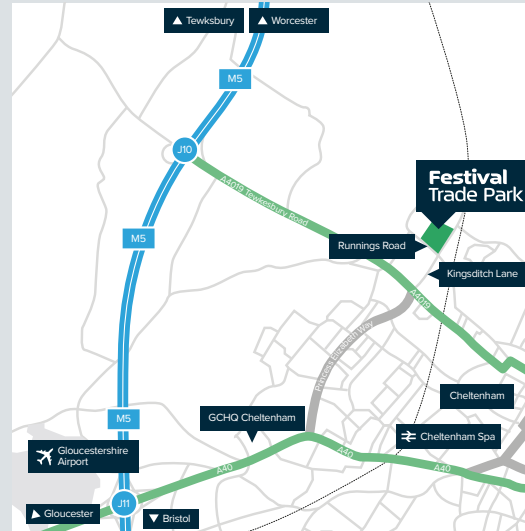 Tewksbury
Worcester
M5
J10
A4019 Tewkesbury Road
Festival
Trade Park
M5
Runnings Road
Kingsditch Lane
A4019
Princess Elizabeth Way
Cheltenham
M5
GCHQ Cheltenham
Cheltenham Spa
Gloucestershire
Airport
A40
A40
A40
J11
Gloucester
Bristol